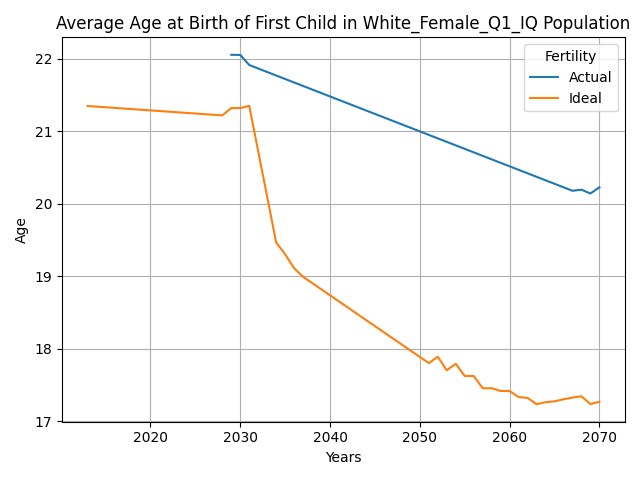 Average Age at Birth of First Child in White_Female_Q1_IQ Population
Fertility
Actual
Ideal
Age
22
21
20
19
18
17
2020
2030
2040
2050
2060
2070
Years